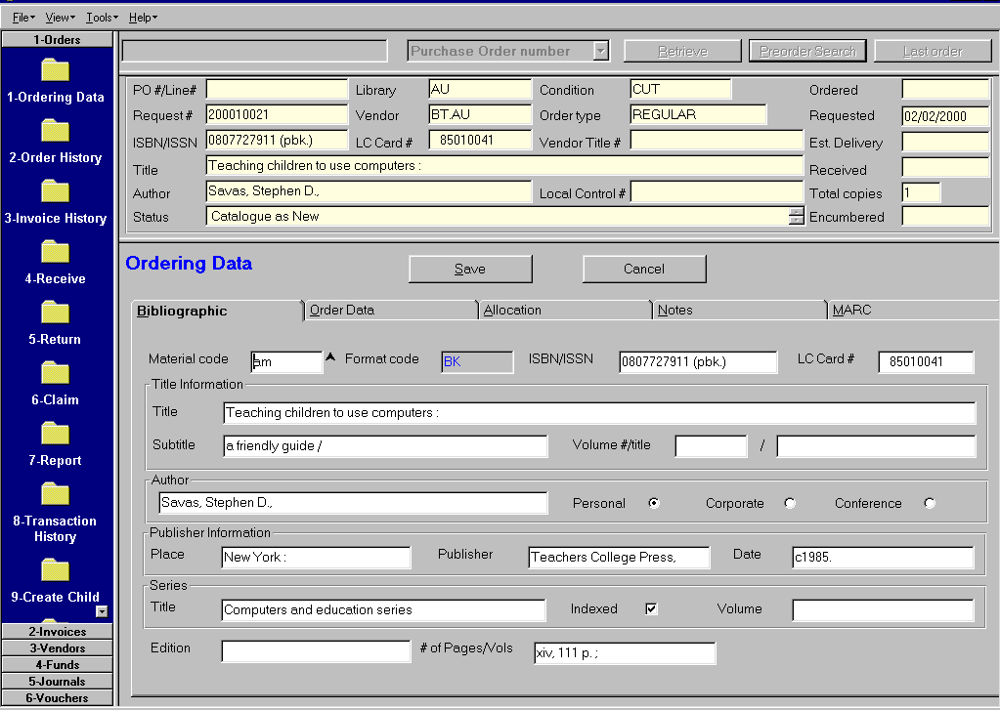 File View Tools Help
1-Orders
1-Ordering Data
2-Order History
3-Invoice History
4-Receive
5-Return
6-Claim
7-Report
8-Transaction
History
9-Create Child
2-Invoices
3-Vendors
4-Funds
5-Journals
6-Vouchers
Purchase Order number Retrieve Preorder Search Last order
PO #/Line# Library AU Condition CUT Ordered
Request # 200010021 Vendor BT.AU Order type REGULAR Requested 02/02/2000
ISBN/ISSN 0807727911 (pbk.) LC Card # 85010041 Vendor Title # Est. Delivery
Title Teaching children to use computers : Received
Author Savas, Stephen D., Local Control # Total copies 1
Status Catalogue as New Encumbered
Ordering Data Save Cancel
Bibliographic Order Data Allocation Notes MARC
Material code am Format code BK ISBN/ISSN 0807727911 (pbk.) LC Card # 85010041
Title Information
Title Teaching children to use computers :
Subtitle a friendly guide / Volume #/title /
Author
Savas, Stephen D., Personal Corporate Conference
Publisher Information
Place New York : Publisher Teachers College Press, Date c1985.
Series
Title Computers and education series Indexed Volume
Edition # of Pages/Vols xiv, 111 p. ;